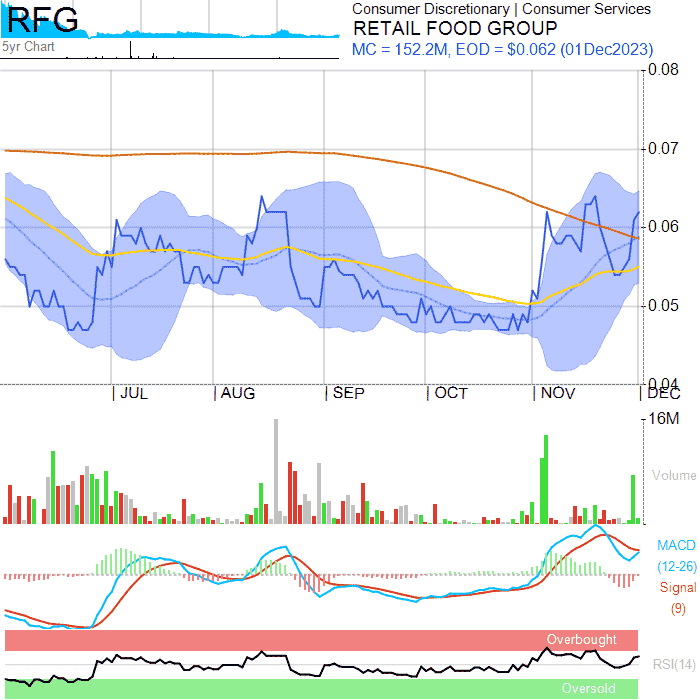 RFG
5yr Chart
Consumer Discretionary | Consumer Services
RETAIL FOOD GROUP
MC = 152.2M, EOD = $0.062 (01Dec2023)
0.08
0.07
0.06
0.05
0.04
JUL
AUG
SEP
OCT
NOV
DEC
16M
Volume
MACD
(12-26)
Signal
(9)
Overbought
RSI(14)
Oversold